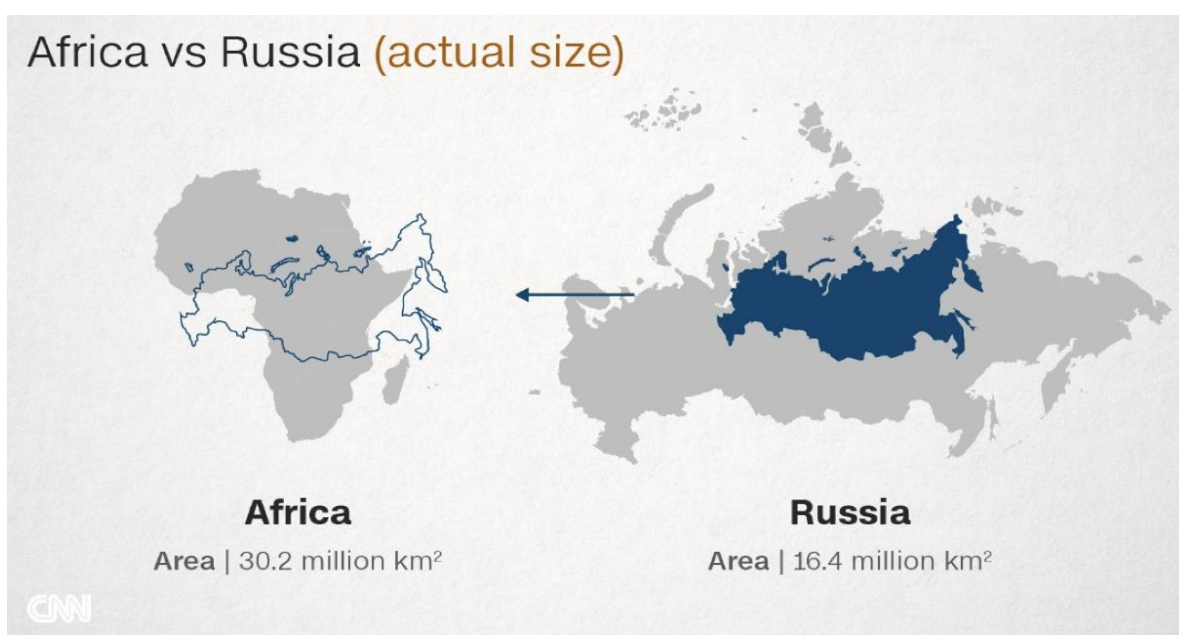 Africa vs Russia (actual size)
Africa
Area | 30.2 million km²
Russia
Area | 16.4 million km²
CNN